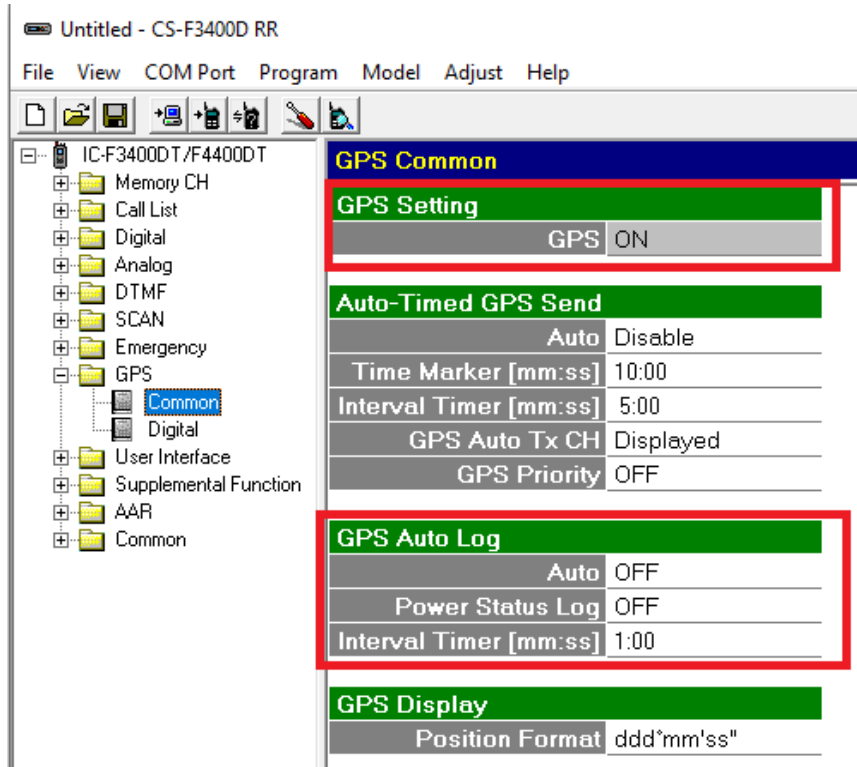 Untitled - CS-F3400D RR
File View COM Port Program Model Adjust Help
IC-F3400DT/F4400DT
Memory CH
Call List
Digital
Analog
DTMF
SCAN
Emergency
GPS
Common
Digital
User Interface
Supplemental Function
AAR
Common
GPS Common
GPS Setting
GPS ON
Auto-Timed GPS Send
Auto Disable
Time Marker [mm:ss] 10:00
Interval Timer [mm:ss] 5:00
GPS Auto Tx CH Displayed
GPS Priority OFF
GPS Auto Log
Auto OFF
Power Status Log OFF
Interval Timer [mm:ss] 1:00
GPS Display
Position Format ddd°mm'ss"